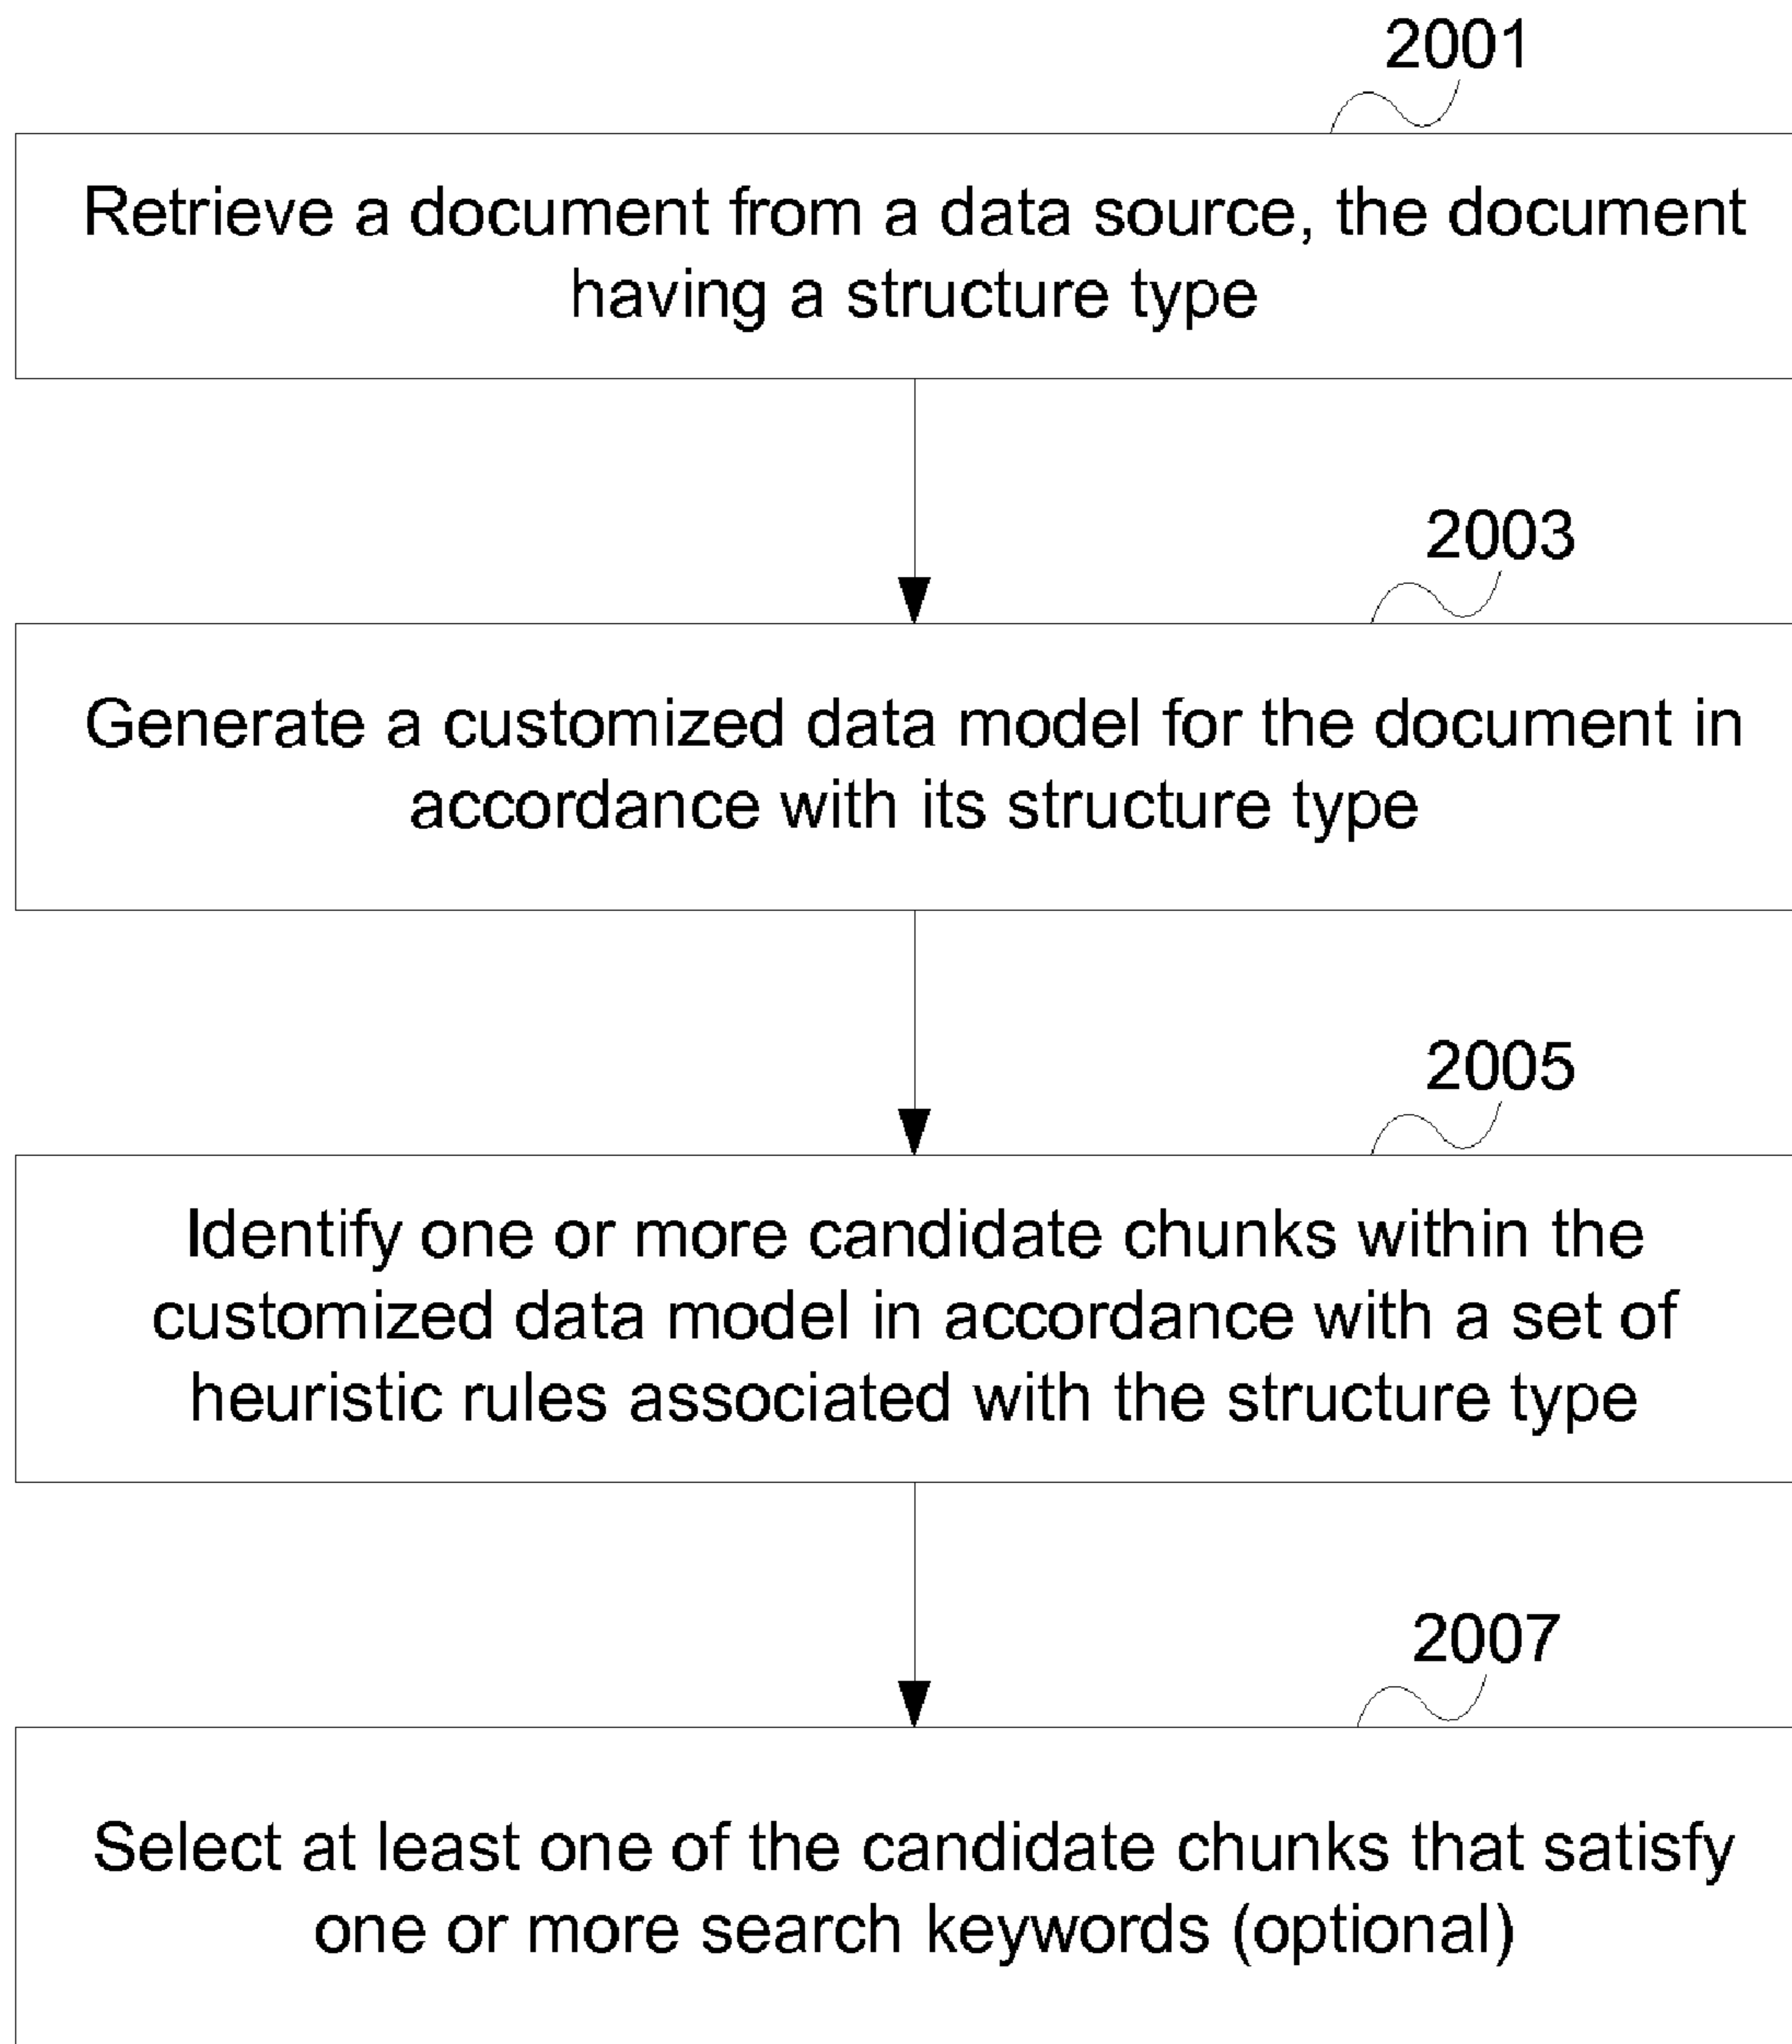 2001
Retrieve a document from a data source, the document
having a structure type
2003
Generate a customized data model for the document in
accordance with its structure type
2005
Identify one or more candidate chunks within the
customized data model in accordance with a set of
heuristic rules associated with the structure type
2007
Select at least one of the candidate chunks that satisfy
one or more search keywords (optional)